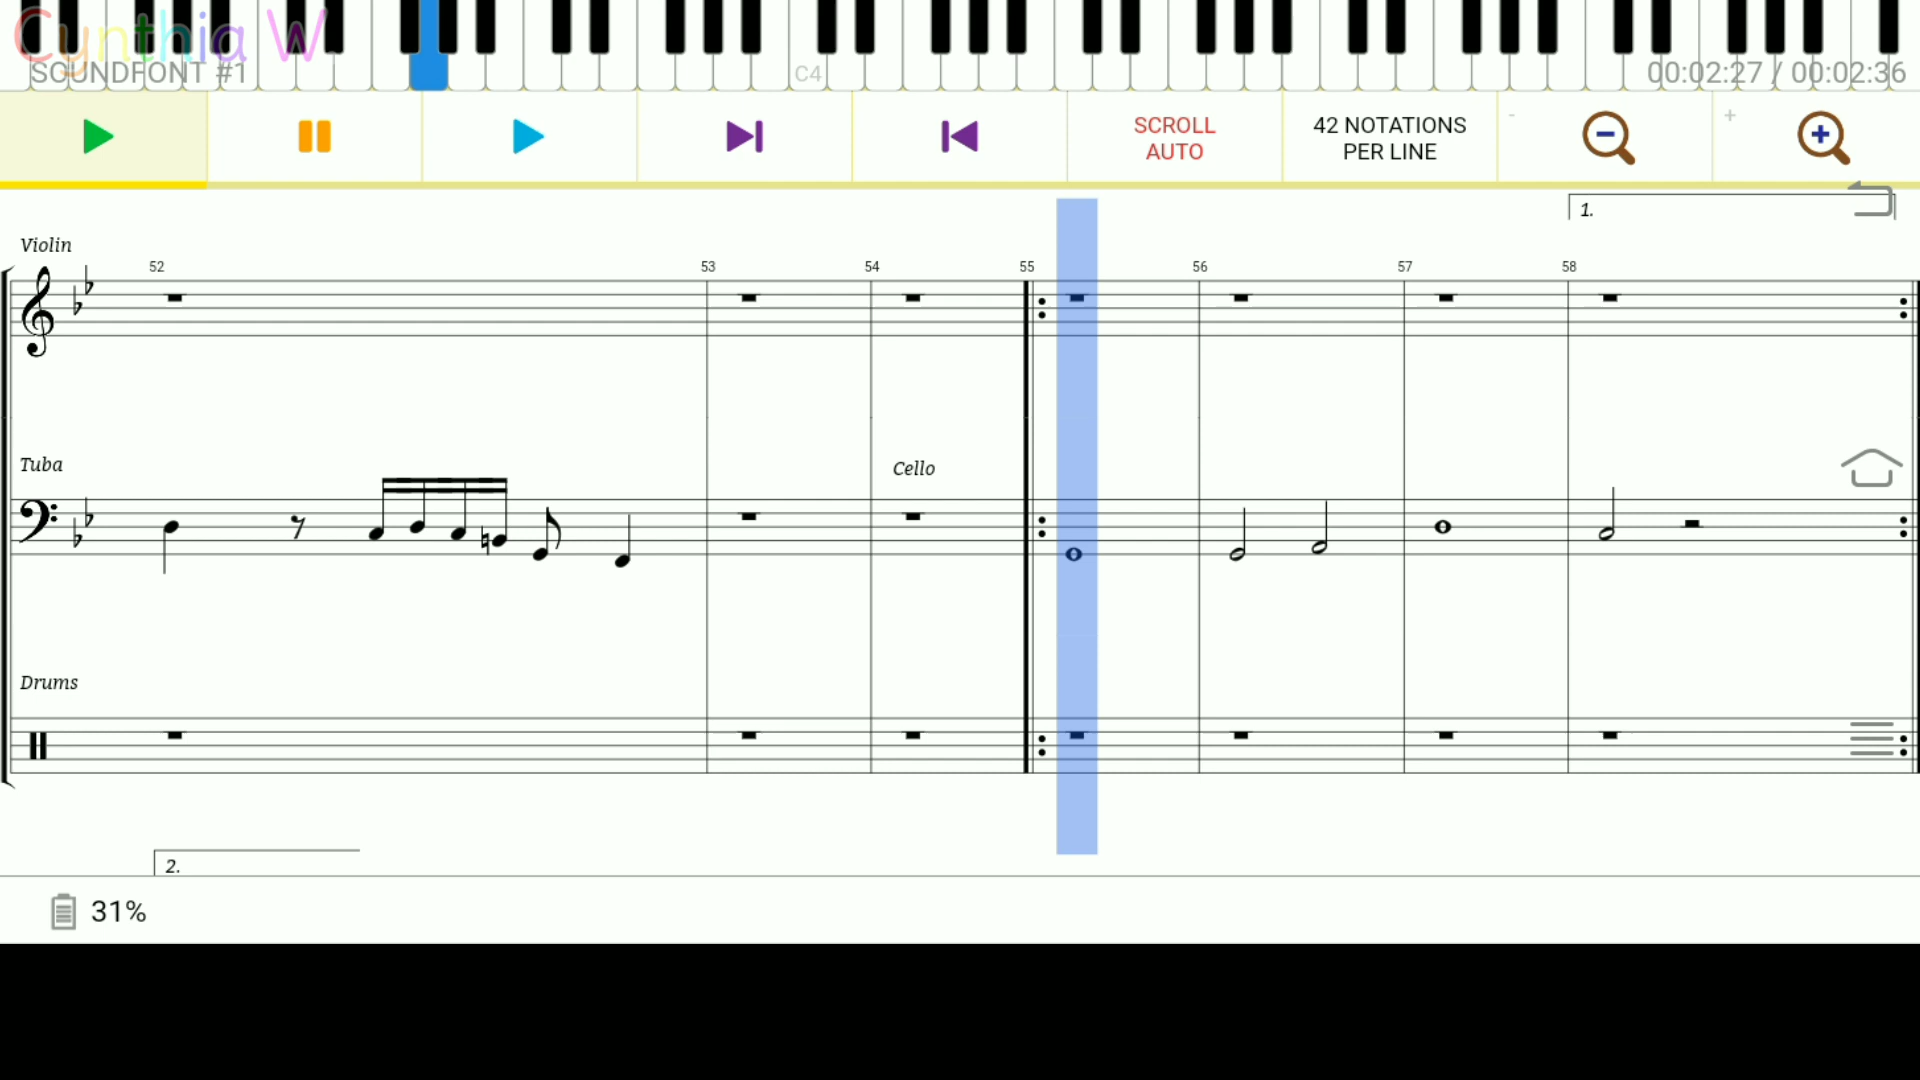 Cynthia W.
SOUNDFONT #1
C4
00:02:27 / 00:02:36
SCROLL
AUTO
42 NOTATIONS
PER LINE
-
+
1.
Violin
52 53 54 55 56 57 58
Tuba
Cello
Drums
2.
31%